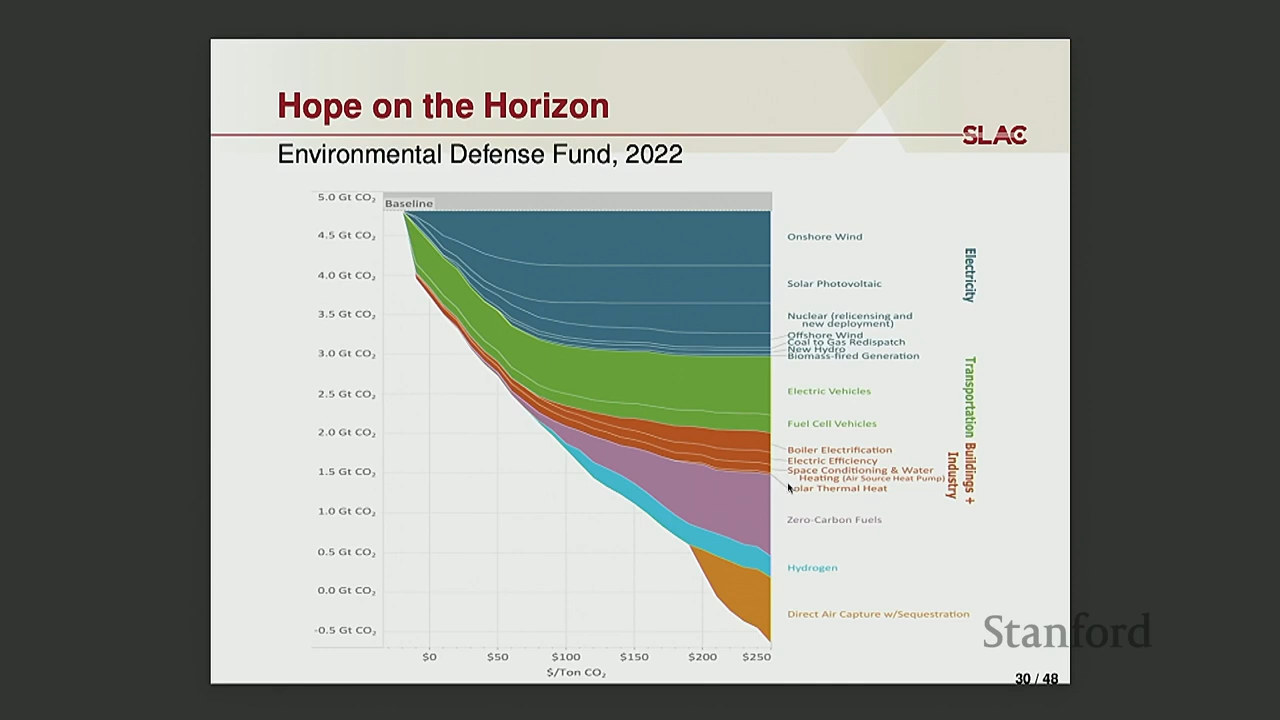 Hope on the Horizon
SLAC
Environmental Defense Fund, 2022
5.0 Gt CO₂
Baseline
4.5 Gt CO₂
4.0 Gt CO₂
3.5 Gt CO₂
3.0 Gt CO₂
2.5 Gt CO₂
2.0 Gt CO₂
1.5 Gt CO₂
1.0 Gt CO₂
0.5 Gt CO₂
0.0 Gt CO₂
-0.5 Gt CO₂
$0 $50 $100 $150 $200 $250
$/Ton CO₂
Onshore Wind
Solar Photovoltaic
Nuclear (relicensing and
new deployment)
Offshore Wind
Coal to Gas Redispatch
New Hydro
Biomass-fired Generation
Electric Vehicles
Fuel Cell Vehicles
Boiler Electrification
Electric Efficiency
Space Conditioning & Water
Heating (Air Source Heat Pump)
Solar Thermal Heat
Zero-Carbon Fuels
Hydrogen
Direct Air Capture w/Sequestration
Electricity
Transportation
Buildings +
Industry
Stanford
30 / 48